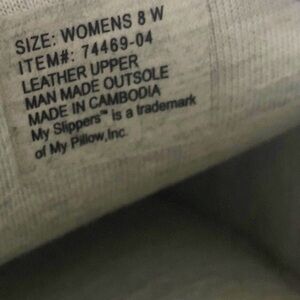 SIZE: WOMENS 8 W
ITEM#: 74469-04
LEATHER UPPER
MAN MADE OUTSOLE
MADE IN CAMBODIA
My Slippers™ is a trademark
of My Pillow,Inc.